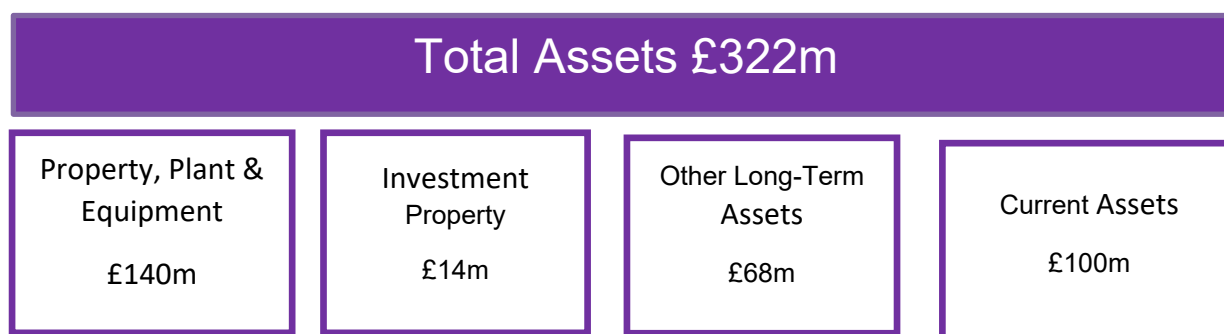 Total Assets £322m
Property, Plant &
Equipment
£140m
Investment
Property
£14m
Other Long-Term
Assets
£68m
Current Assets
£100m